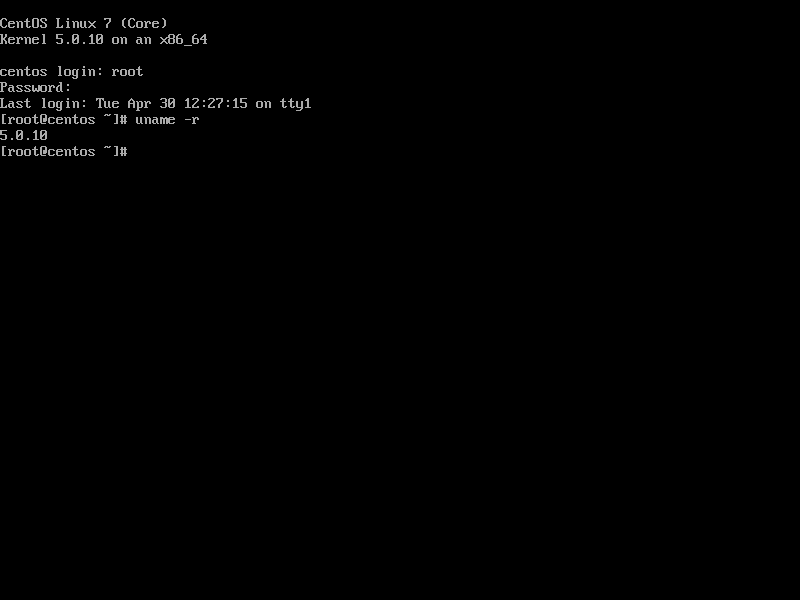 CentOS Linux 7 (Core)
Kernel 5.0.10 on an x86_64
centos login: root
Password:
Last login: Tue Apr 30 12:27:15 on tty1
[root@centos ~]# uname -r
5.0.10
[root@centos ~]#